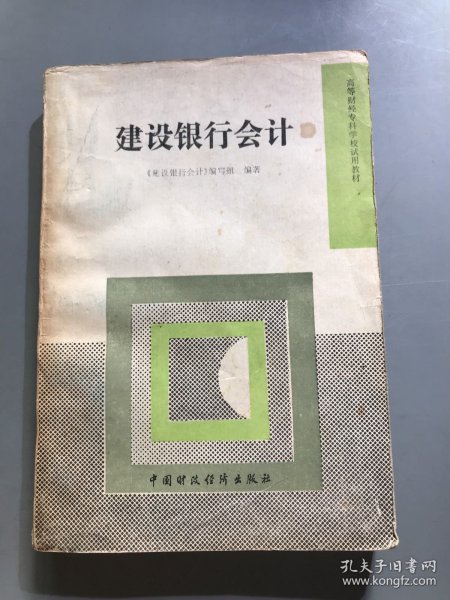 高等财经专科学校试用教材
建设银行会计
《建设银行会计》编写组 编著
中国财政经济出版社
孔夫子旧书网
www.kongfz.com